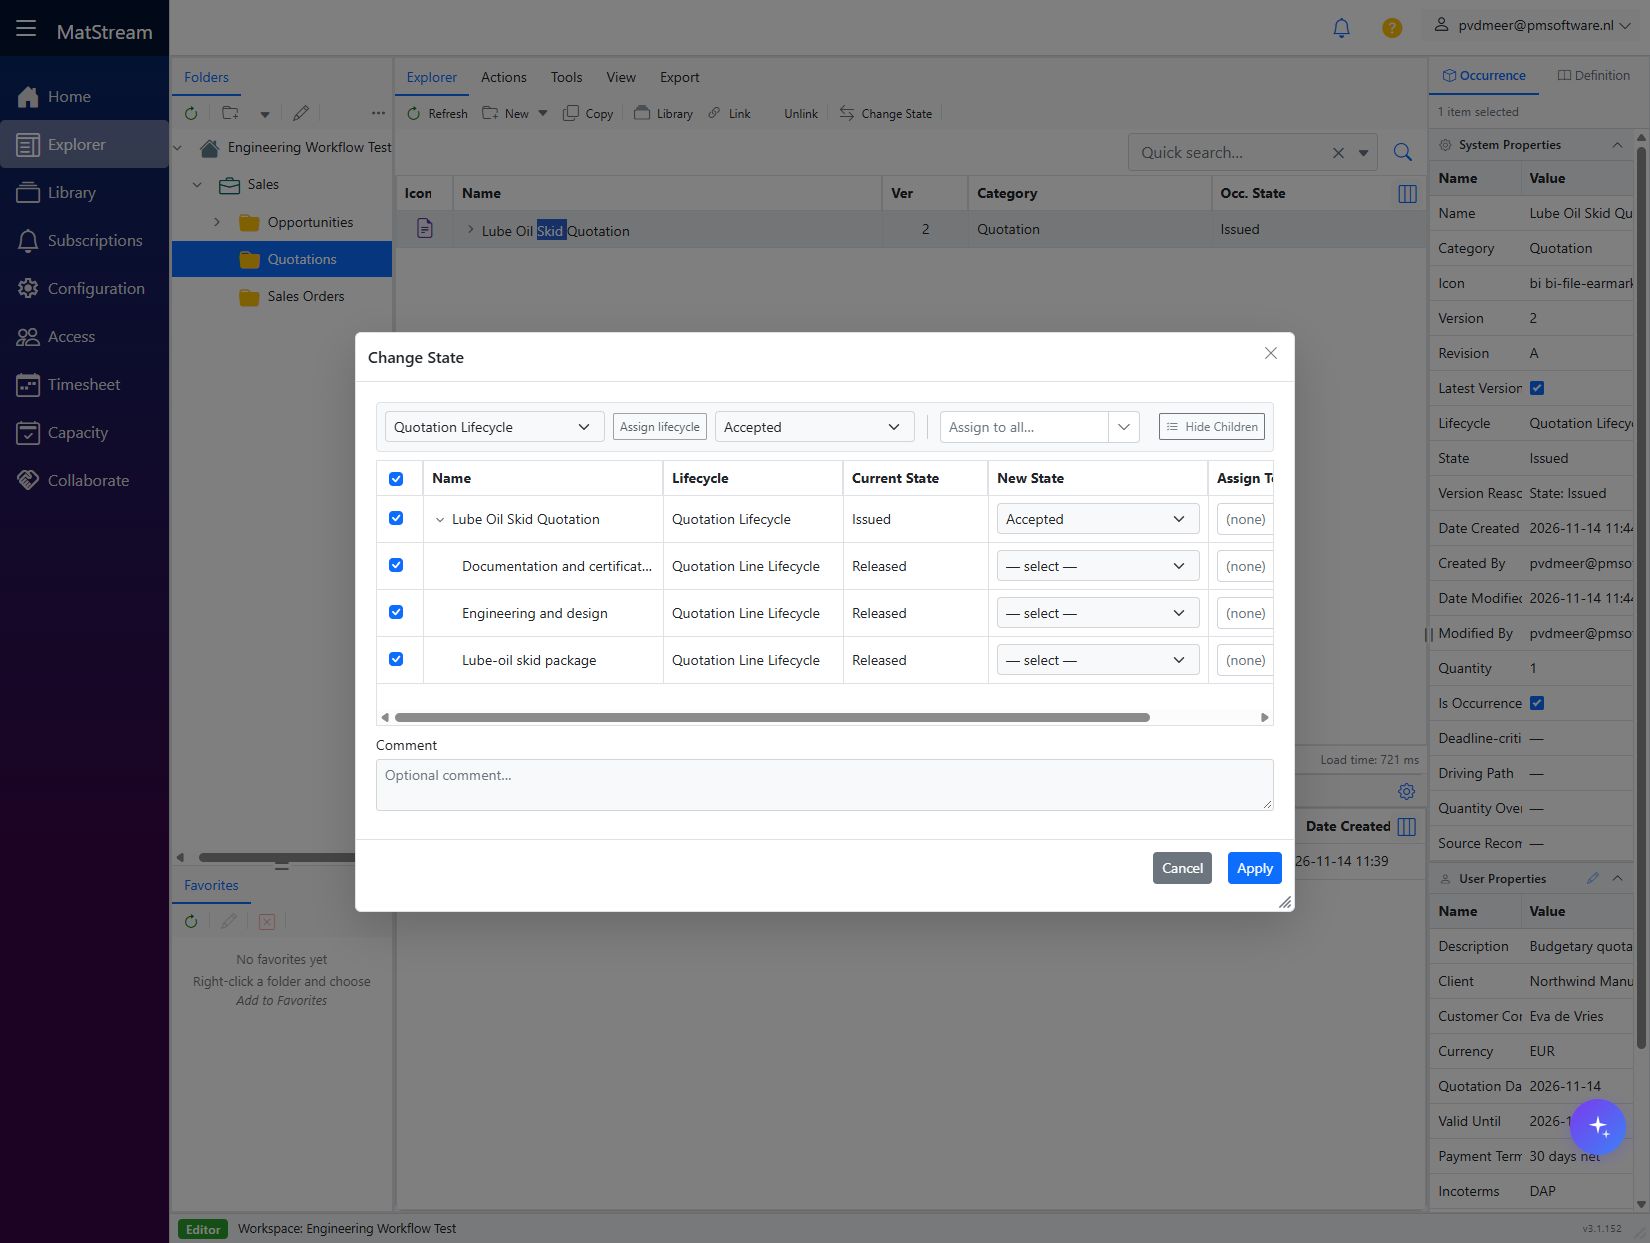 MatStream
pvdmeer@pmsoftware.nl
Home
Explorer
Library
Subscriptions
Configuration
Access
Timesheet
Capacity
Collaborate
Folders
Engineering Workflow Test
Sales
Opportunities
Quotations
Sales Orders
Explorer Actions Tools View Export
Refresh New Copy Library Link Unlink Change State
Quick search...
Icon Name Ver Category Occ. State
Lube Oil Skid Quotation 2 Quotation Issued
Change State
Quotation Lifecycle Assign lifecycle Accepted Assign to all... Hide Children
Name Lifecycle Current State New State Assign T
Lube Oil Skid Quotation Quotation Lifecycle Issued Accepted (none)
Documentation and certificat... Quotation Line Lifecycle Released — select — (none)
Engineering and design Quotation Line Lifecycle Released — select — (none)
Lube-oil skid package Quotation Line Lifecycle Released — select — (none)
Comment
Optional comment...
Cancel Apply
Load time: 721 ms
Date Created
26-11-14 11:39
Favorites
No favorites yet
Right-click a folder and choose
Add to Favorites
Occurrence Definition
1 item selected
System Properties
Name Value
Name Lube Oil Skid Qu
Category Quotation
Icon bi bi-file-earmark
Version 2
Revision A
Latest Version
Lifecycle Quotation Lifecy
State Issued
Version Reaso State: Issued
Date Created 2026-11-14 11:44
Created By pvdmeer@pmso
Date Modified 2026-11-14 11:44
Modified By pvdmeer@pmso
Quantity 1
Is Occurrence
Deadline-criti —
Driving Path —
Quantity Over —
Source Recom —
User Properties
Name Value
Description Budgetary quota
Client Northwind Manu
Customer Cor Eva de Vries
Currency EUR
Quotation Da 2026-11-14
Valid Until 2026-1
Payment Term 30 days net
Incoterms DAP
Editor Workspace: Engineering Workflow Test
v3.1.152